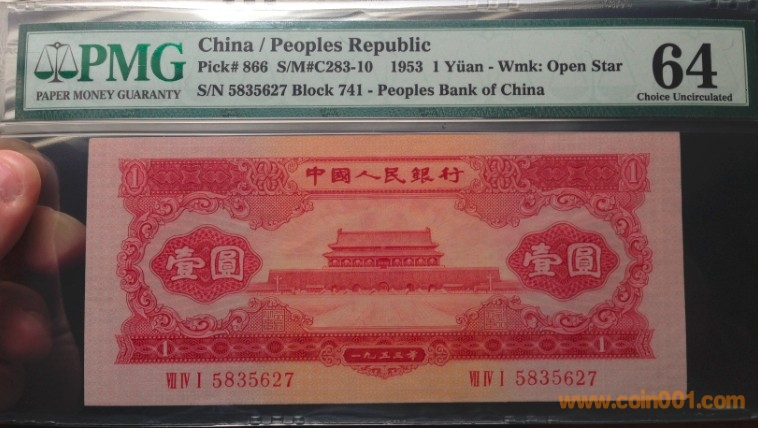 PMG
PAPER MONEY GUARANTY
China / Peoples Republic
Pick# 866 S/M#C283-10 1953 1 Yüan - Wmk: Open Star
S/N 5835627 Block 741 - Peoples Bank of China
64
Choice Uncirculated
1
中國人民銀行
1
壹圓
壹圓
1
一九五三年
1
VII IV I 5835627
VII IV I 5835627
www.coin001.com